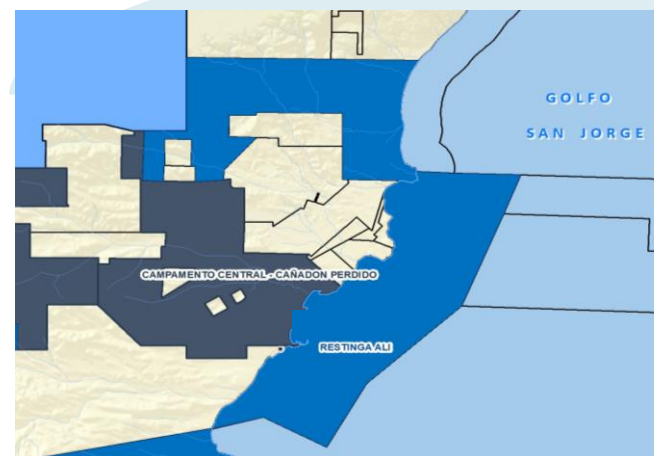 GOLFO
SAN JORGE
CAMPAMENTO CENTRAL - CAÑADON PERDIDO
RESTINGA ALI